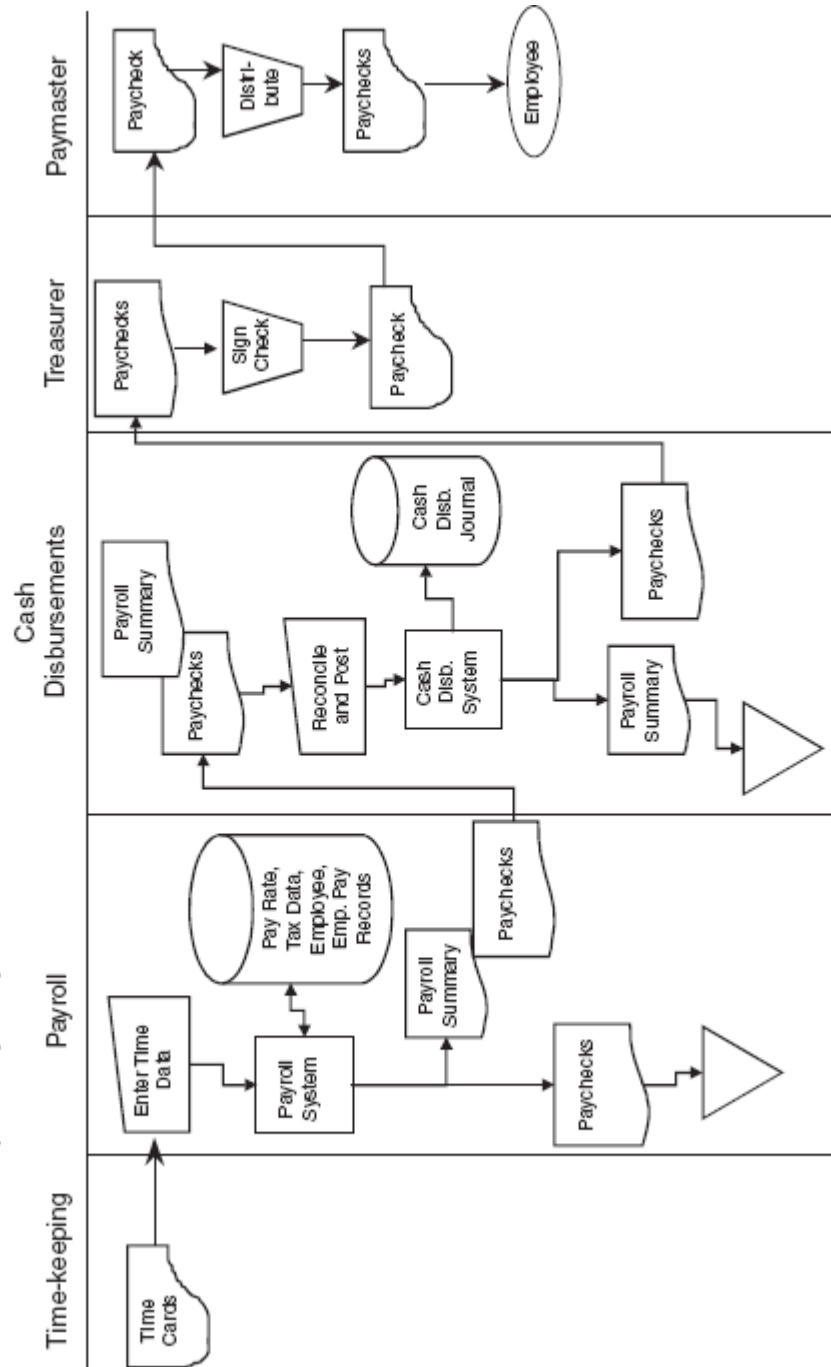 Time-keeping
Payroll
Cash
Disbursements
Treasurer
Paymaster
Time
Cards
Enter Time
Data
Payroll
System
Pay Rate,
Tax Data,
Employee,
Emp. Pay
Records
Payroll
Summary
Paychecks
Paychecks
Payroll
Summary
Paychecks
Reconcile
and Post
Cash
Disb.
System
Cash
Disb.
Journal
Payroll
Summary
Paychecks
Paychecks
Sign
Check
Paycheck
Paycheck
Distri-
bute
Paychecks
Employee